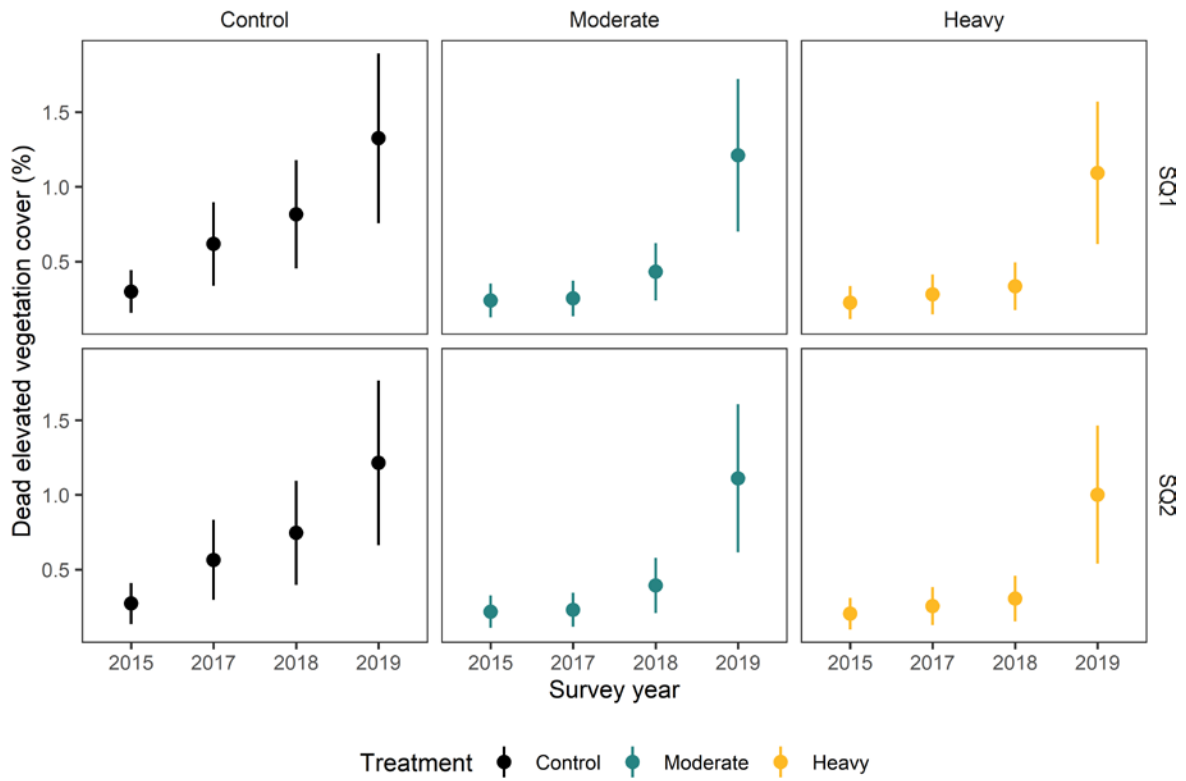 Control Moderate Heavy
Dead elevated vegetation cover (%)
1.5
1.0
0.5
SQ1
1.5
1.0
0.5
SQ2
2015 2017 2018 2019 2015 2017 2018 2019 2015 2017 2018 2019
Survey year
Treatment Control Moderate Heavy